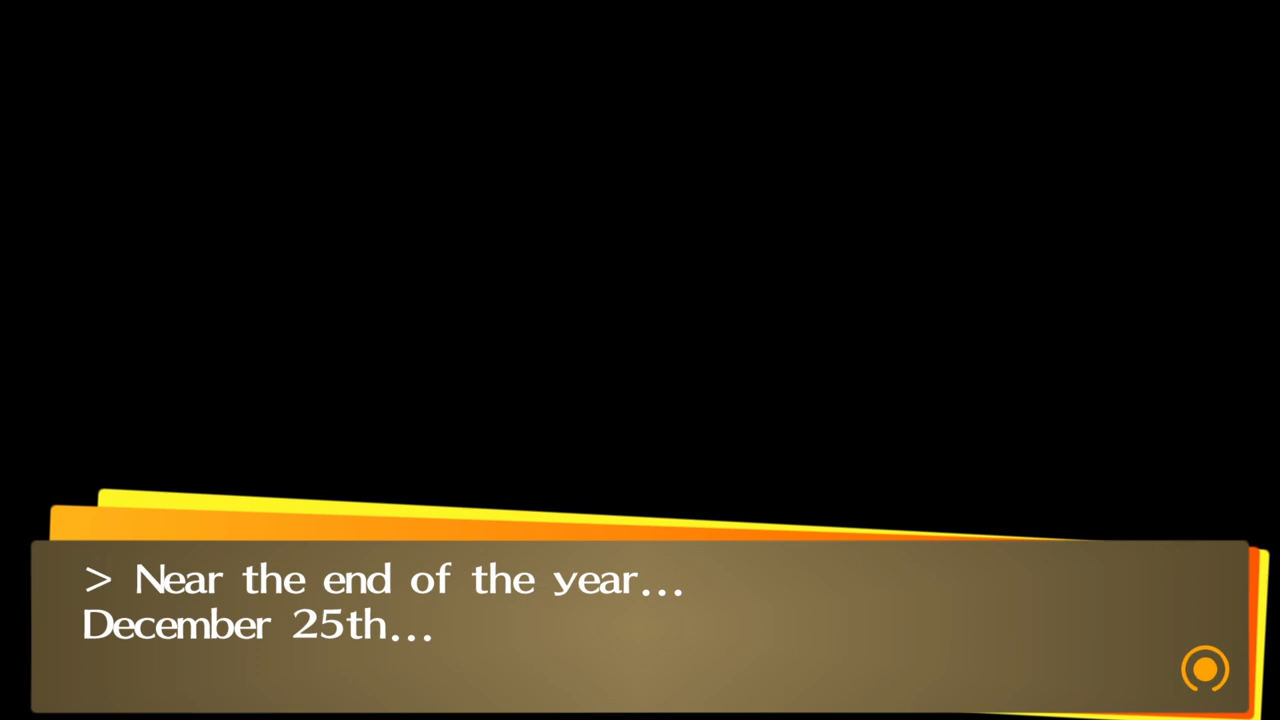 > Near the end of the year...
December 25th...